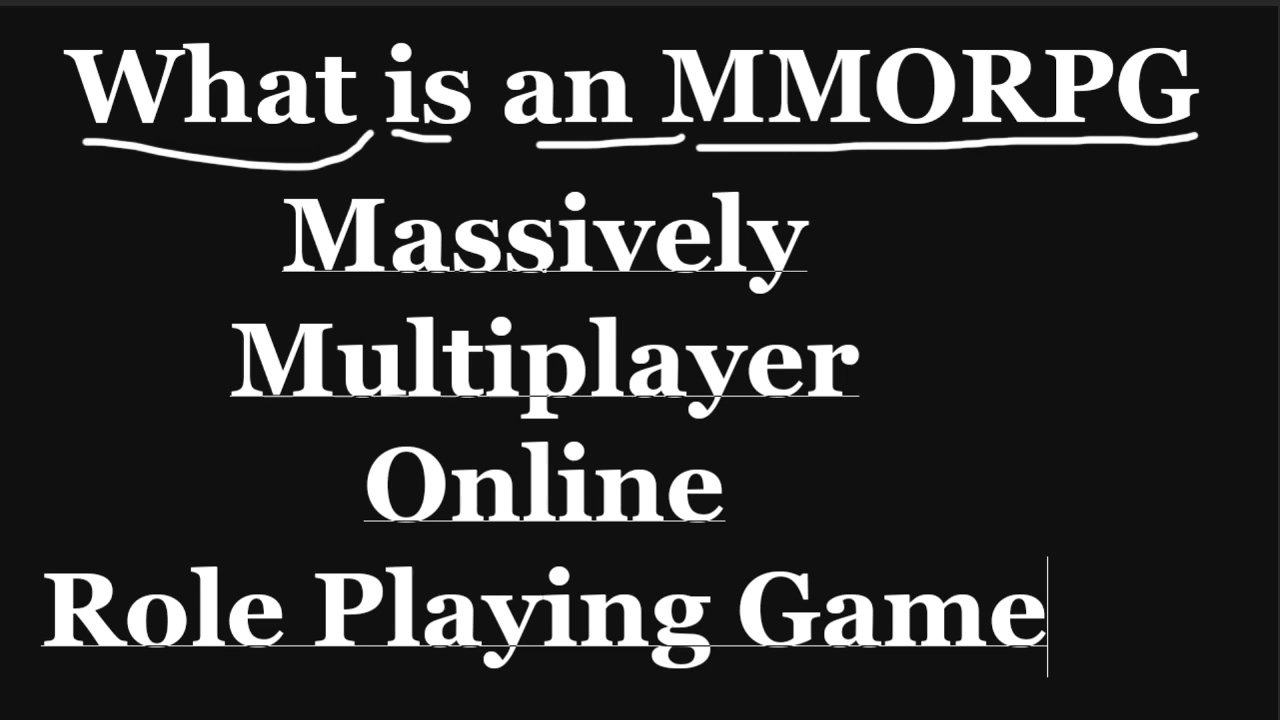 What is an MMORPG
Massively
Multiplayer
Online
Role Playing Game